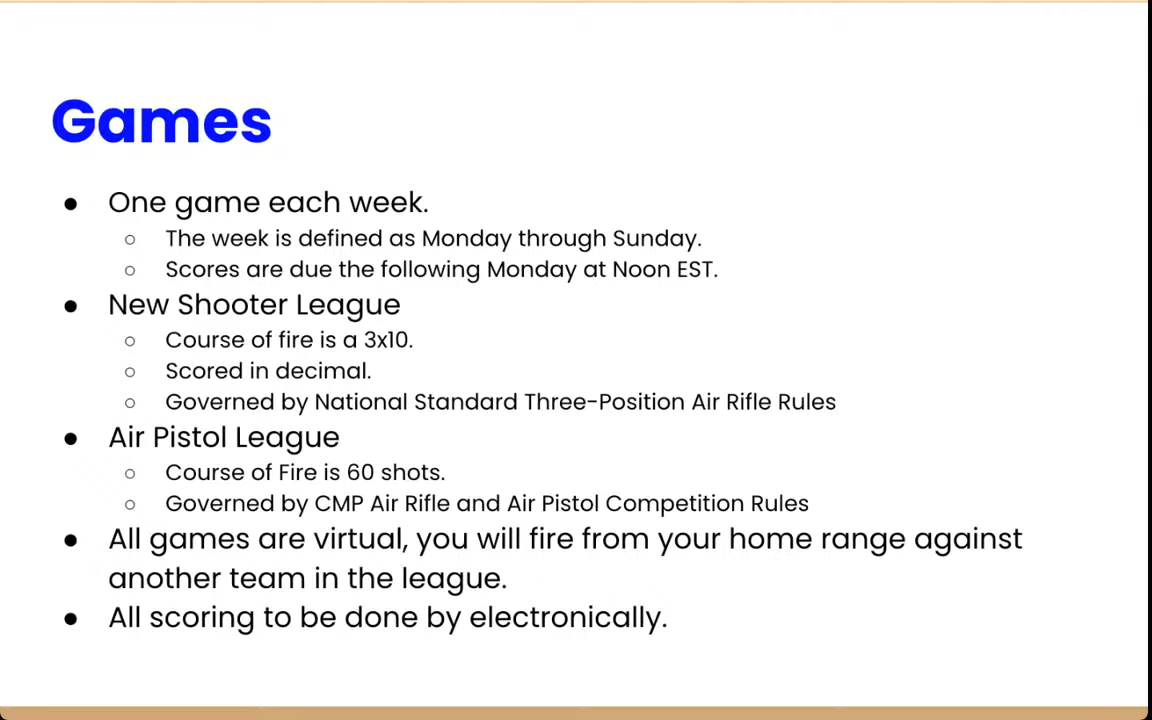 Games
● One game each week.
○ The week is defined as Monday through Sunday.
○ Scores are due the following Monday at Noon EST.
● New Shooter League
○ Course of fire is a 3x10.
○ Scored in decimal.
○ Governed by National Standard Three-Position Air Rifle Rules
● Air Pistol League
○ Course of Fire is 60 shots.
○ Governed by CMP Air Rifle and Air Pistol Competition Rules
● All games are virtual, you will fire from your home range against
another team in the league.
● All scoring to be done by electronically.